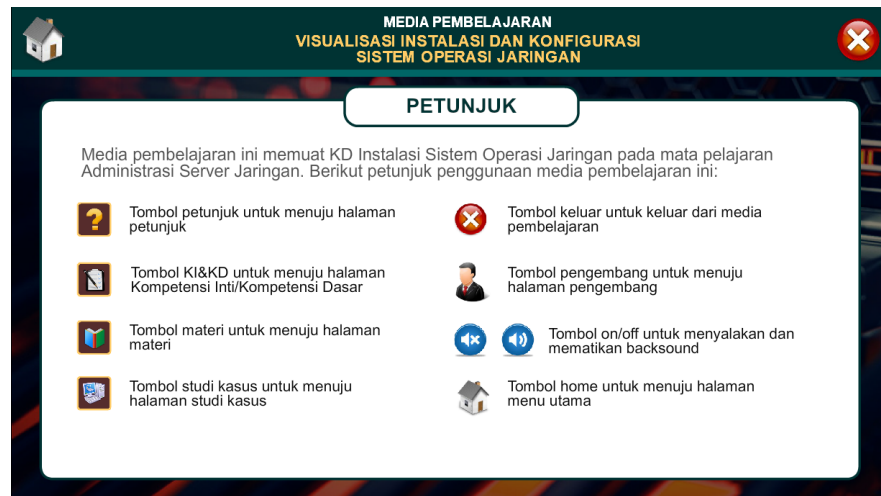 MEDIA PEMBELAJARAN
VISUALISASI INSTALASI DAN KONFIGURASI
SISTEM OPERASI JARINGAN
PETUNJUK
Media pembelajaran ini memuat KD Instalasi Sistem Operasi Jaringan pada mata pelajaran
Administrasi Server Jaringan. Berikut petunjuk penggunaan media pembelajaran ini:
Tombol petunjuk untuk menuju halaman
petunjuk
Tombol KI&KD untuk menuju halaman
Kompetensi Inti/Kompetensi Dasar
Tombol materi untuk menuju halaman
materi
Tombol studi kasus untuk menuju
halaman studi kasus
Tombol keluar untuk keluar dari media
pembelajaran
Tombol pengembang untuk menuju
halaman pengembang
Tombol on/off untuk menyalakan dan
mematikan backsound
Tombol home untuk menuju halaman
menu utama